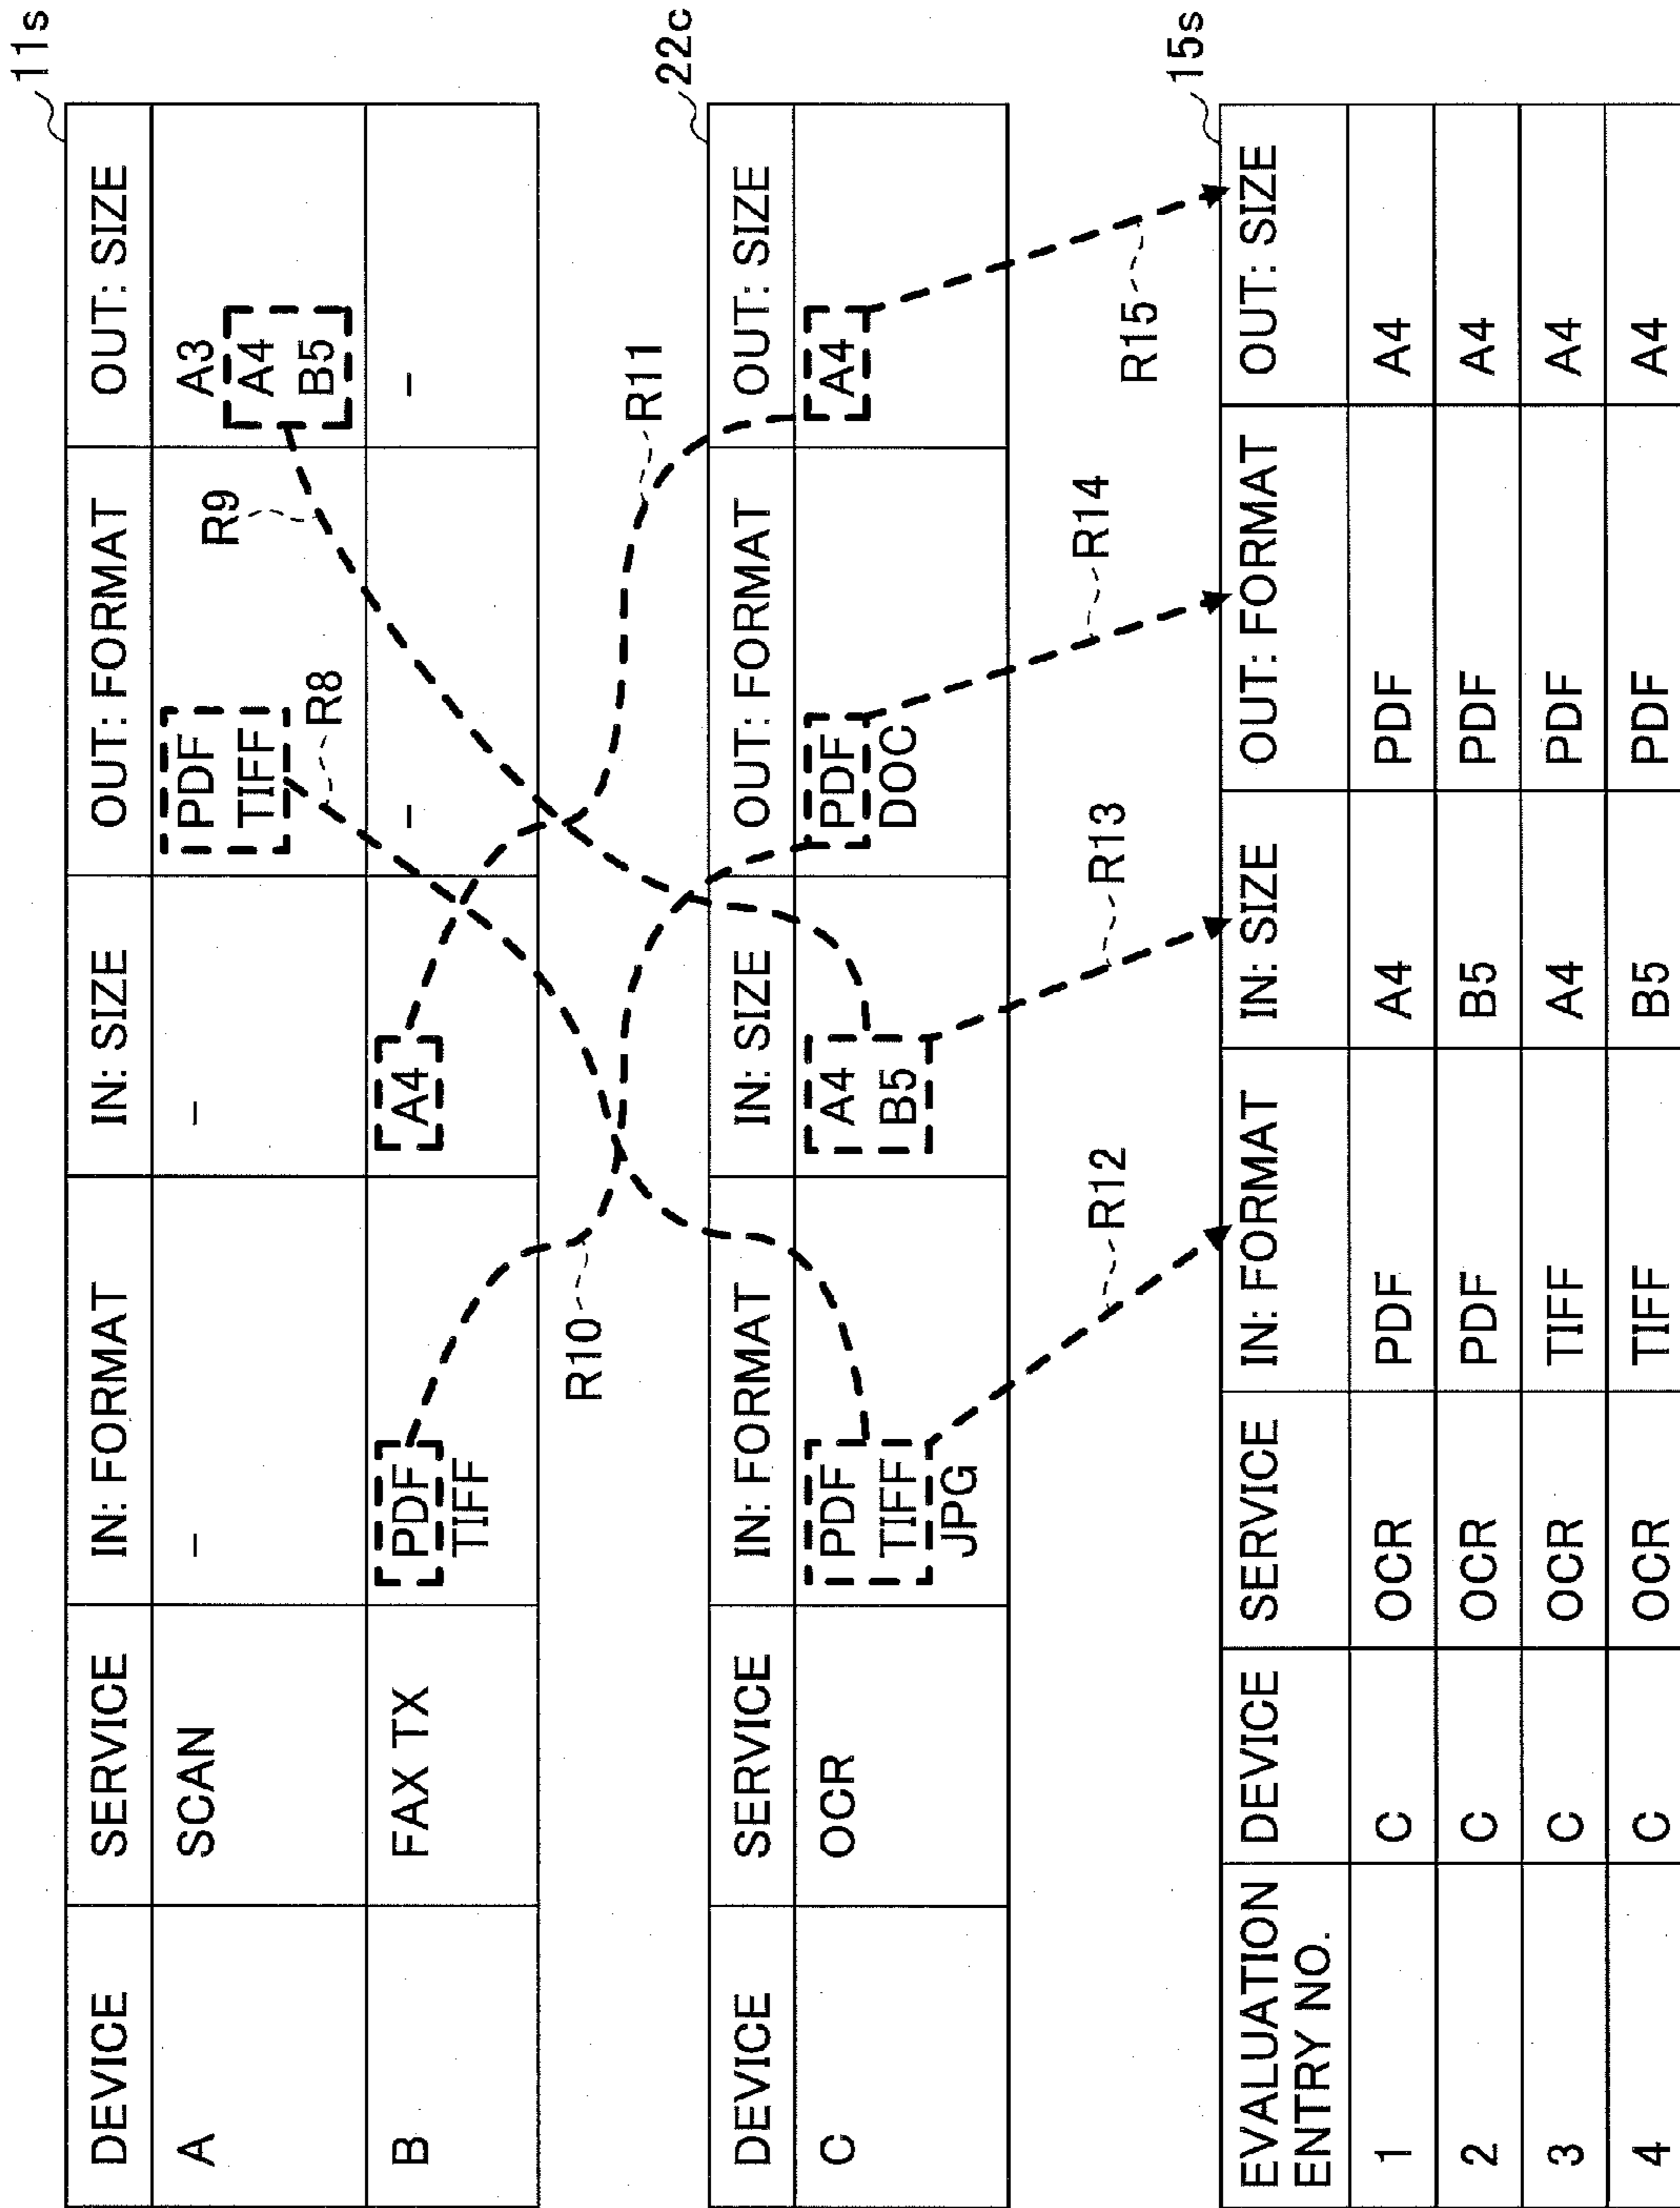 11s
DEVICE SERVICE IN: FORMAT IN: SIZE OUT: FORMAT OUT: SIZE
A SCAN – – PDF A3
TIFF A4
B5
R9
R8
B FAX TX PDF A4 – –
TIFF
R10
R11
22c
DEVICE SERVICE IN: FORMAT IN: SIZE OUT: FORMAT OUT: SIZE
C OCR PDF A4 PDF A4
TIFF B5 DOC
JPG
R12 R13 R14 R15
15s
EVALUATION DEVICE SERVICE IN: FORMAT IN: SIZE OUT: FORMAT OUT: SIZE
ENTRY NO.
1 C OCR PDF A4 PDF A4
2 C OCR PDF B5 PDF A4
3 C OCR TIFF A4 PDF A4
4 C OCR TIFF B5 PDF A4